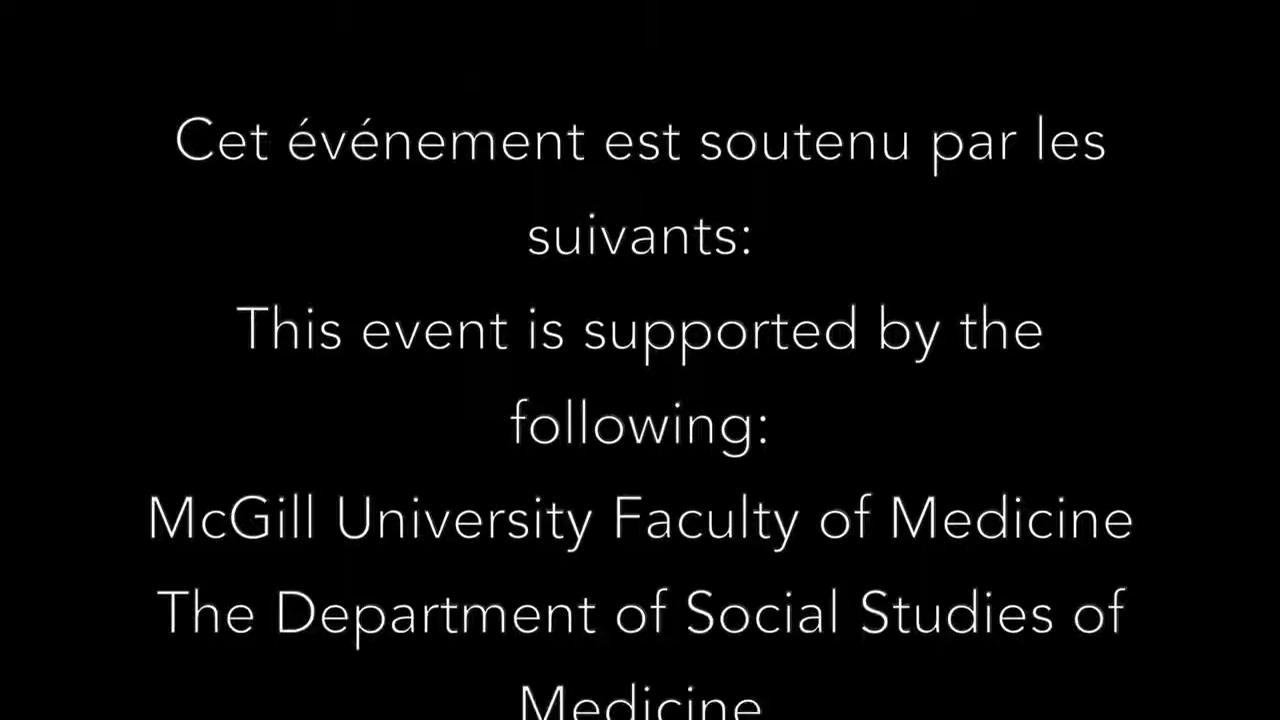 Cet événement est soutenu par les
suivants:
This event is supported by the
following:
McGill University Faculty of Medicine
The Department of Social Studies of
Medicine